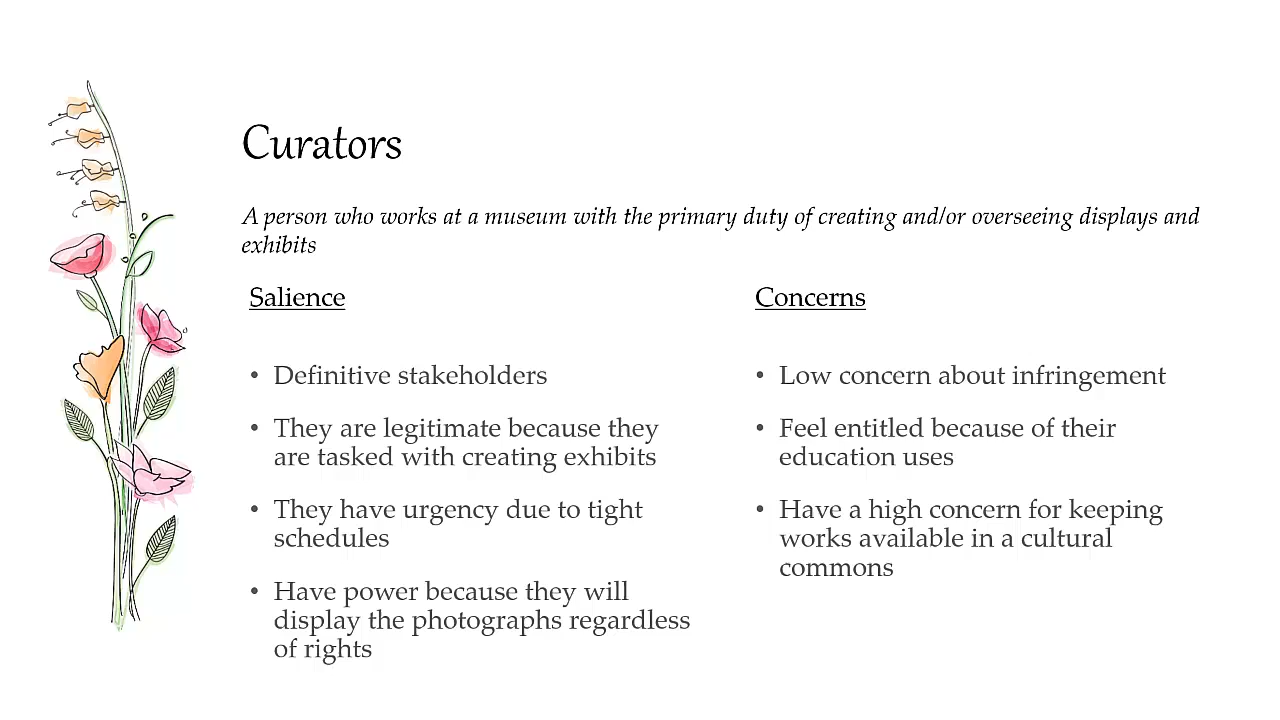 Curators
A person who works at a museum with the primary duty of creating and/or overseeing displays and
exhibits
Salience
• Definitive stakeholders
• They are legitimate because they
are tasked with creating exhibits
• They have urgency due to tight
schedules
• Have power because they will
display the photographs regardless
of rights
Concerns
• Low concern about infringement
• Feel entitled because of their
education uses
• Have a high concern for keeping
works available in a cultural
commons